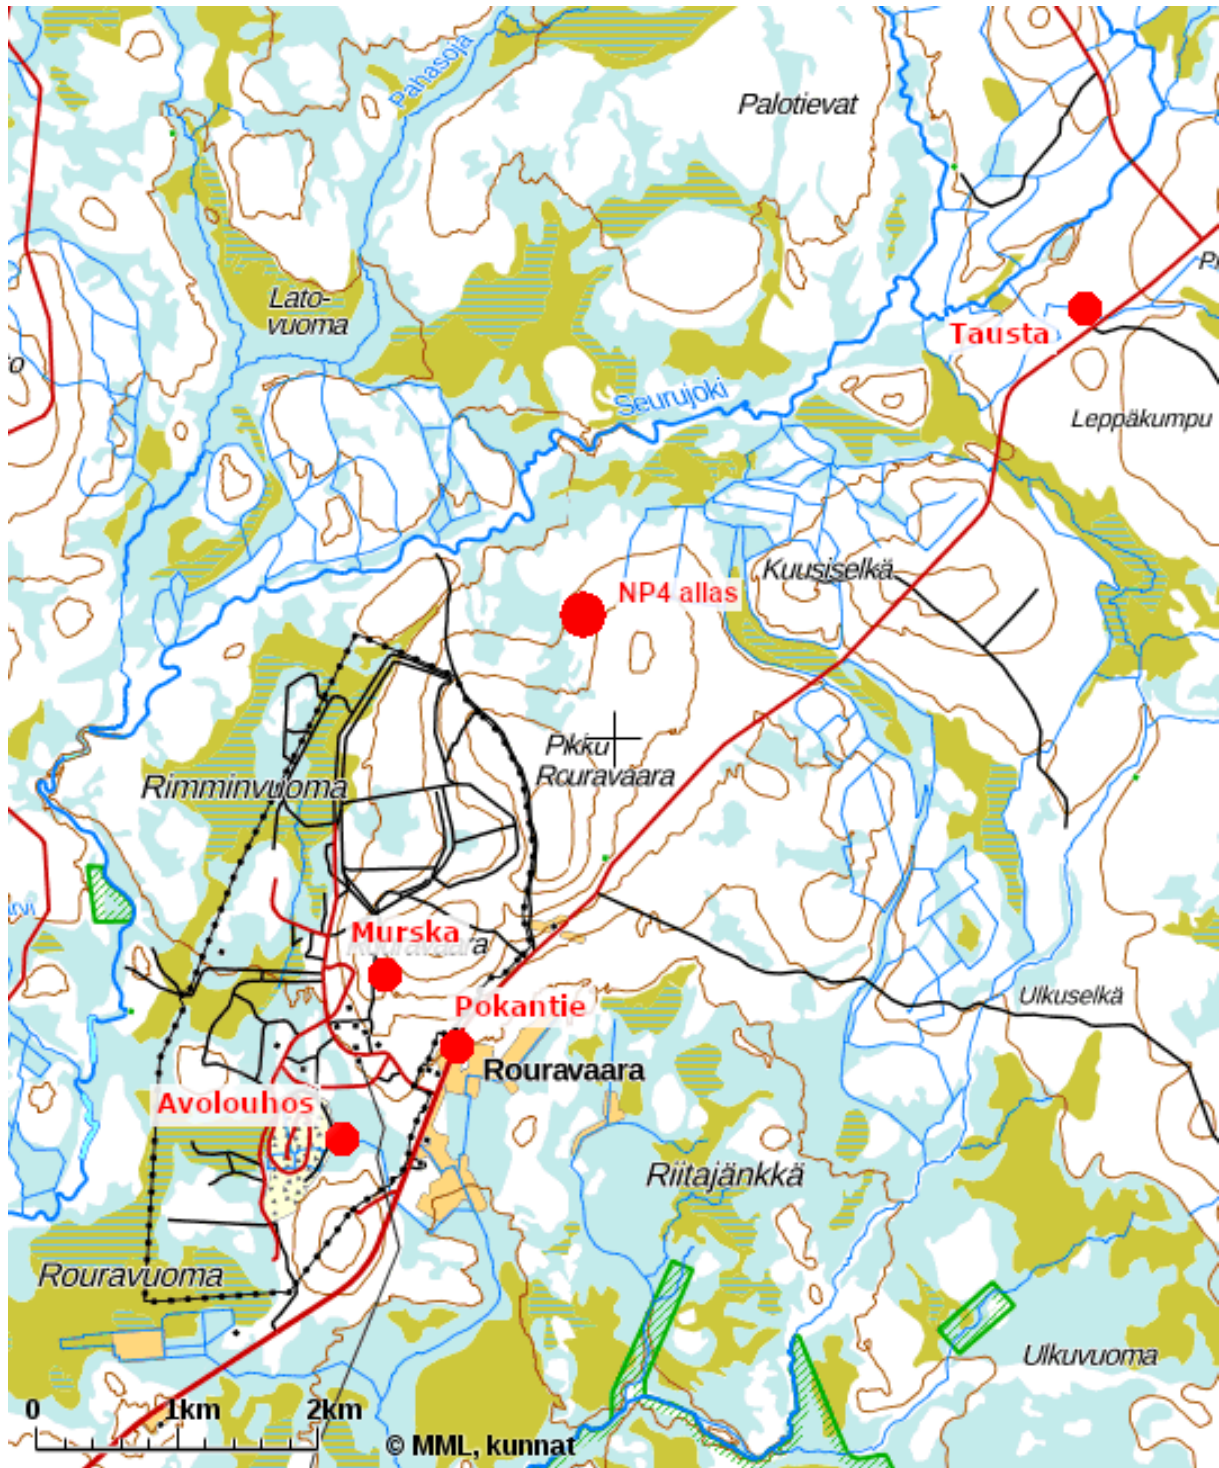 Pahasoja
Palotievat
Lato-
vuoma
Tausta
Seurujoki
Leppäkumpu
Kuusiselkä
NP4 allas
Pikku
Rouravaara
Rimminvuoma
Murska
Ulkuselkä
Pokantie
Rouravaara
Avolouhos
Riitajänkkä
Rouravuoma
Ulkuvuoma
0 1km 2km
© MML, kunnat